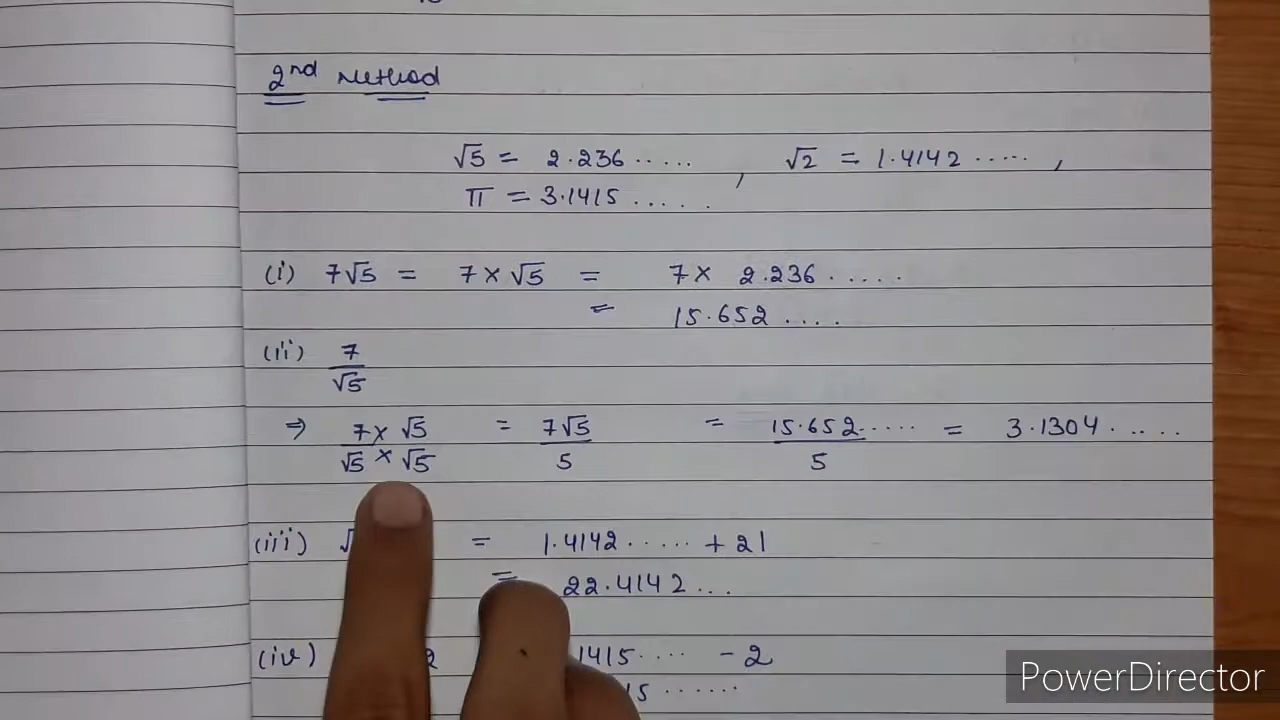 2nd Method
√5 = 2.236 ..... , √2 = 1.4142 ..... ,
π = 3.1415 .....
(i) 7√5 = 7 × √5 = 7 × 2.236 .....
= 15.652 ....
(ii) 7
√5
⇒ 7 × √5 = 7√5 = 15.652..... = 3.1304 .....
√5 × √5 5 5
(iii) √ = 1.4142 ..... + 21
= 22.4142 ...
(iv) 2 1415 .... - 2
15 ......
PowerDirector